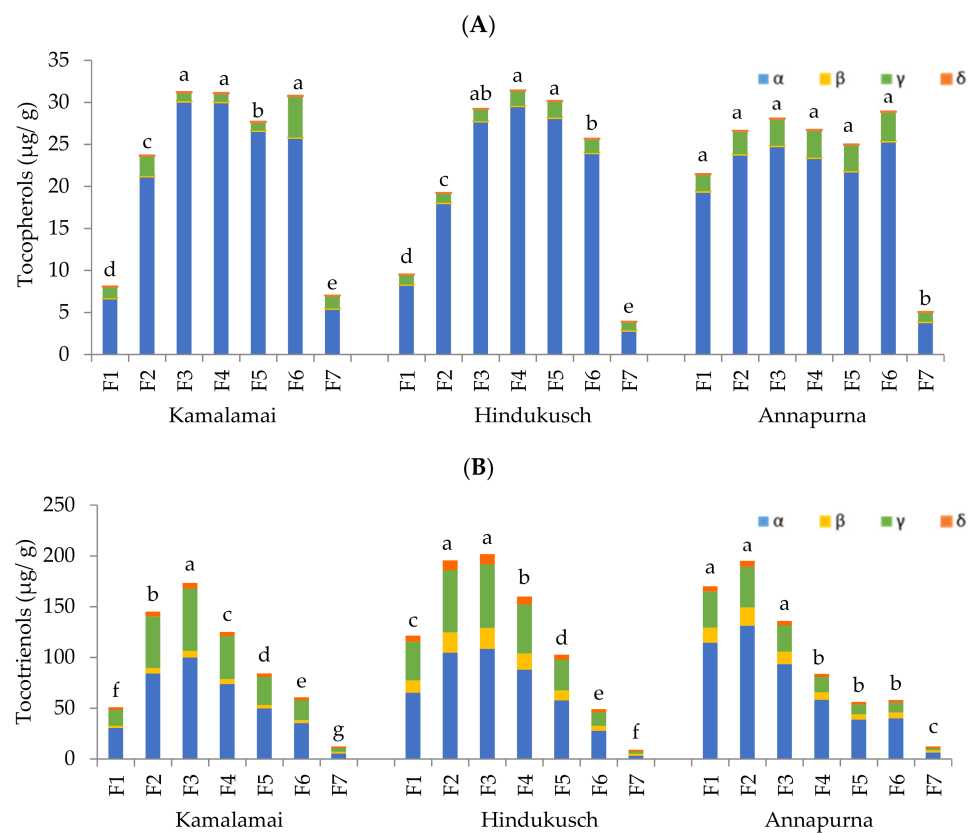 (A)
Tocopherols (µg/ g)
35
30
25
20
15
10
5
0
α β γ δ
d c a a b a e
d c ab a a b e
a a a a a a b
F1 F2 F3 F4 F5 F6 F7 F1 F2 F3 F4 F5 F6 F7 F1 F2 F3 F4 F5 F6 F7
Kamalamai Hindukusch Annapurna
(B)
Tocotrienols (µg/ g)
250
200
150
100
50
0
α β γ δ
f b a c d e g
c a a b d e f
a a a b b b c
F1 F2 F3 F4 F5 F6 F7 F1 F2 F3 F4 F5 F6 F7 F1 F2 F3 F4 F5 F6 F7
Kamalamai Hindukusch Annapurna